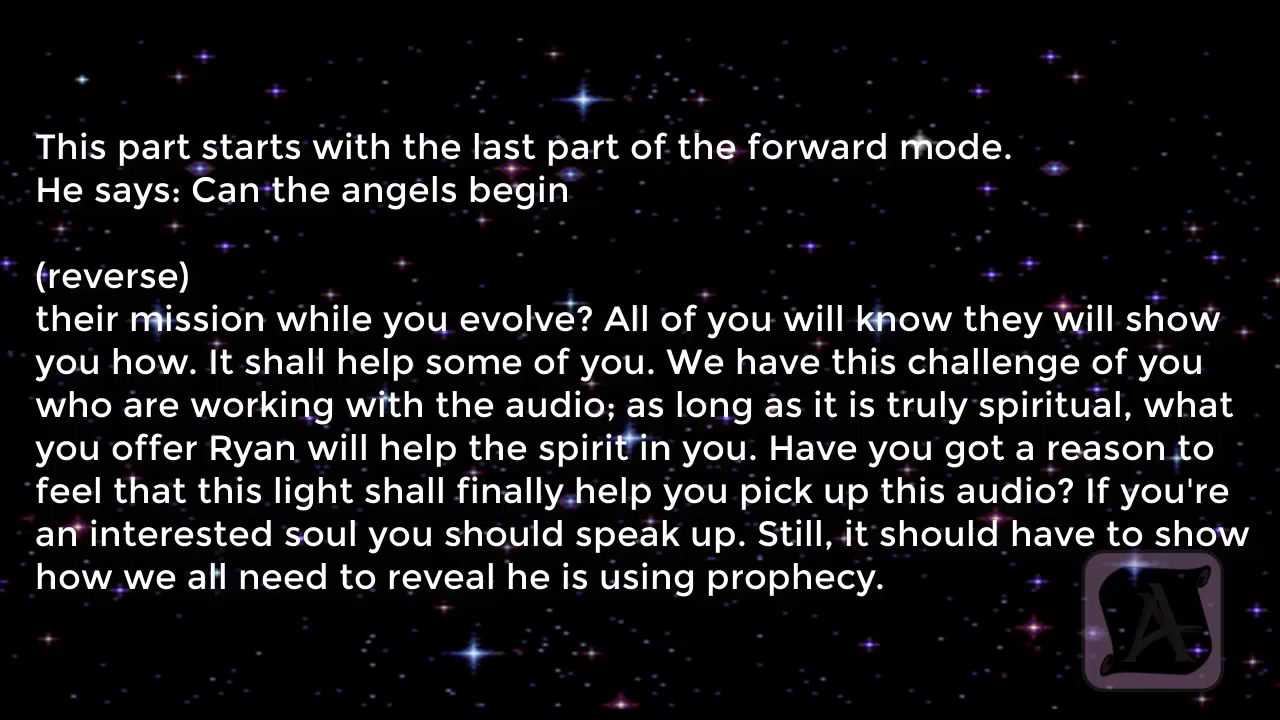 This part starts with the last part of the forward mode.
He says: Can the angels begin
(reverse)
their mission while you evolve? All of you will know they will show
you how. It shall help some of you. We have this challenge of you
who are working with the audio; as long as it is truly spiritual, what
you offer Ryan will help the spirit in you. Have you got a reason to
feel that this light shall finally help you pick up this audio? If you're
an interested soul you should speak up. Still, it should have to show
how we all need to reveal he is using prophecy.
A